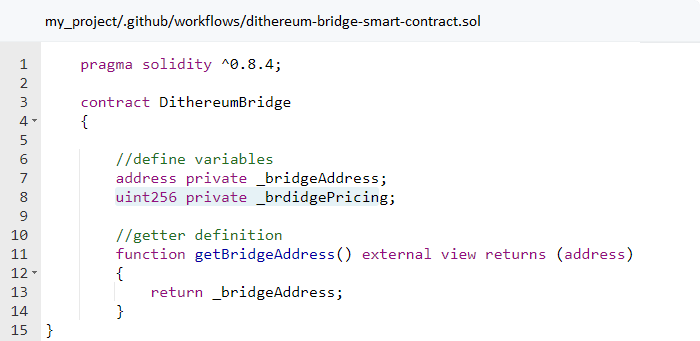 my_project/.github/workflows/dithereum-bridge-smart-contract.sol
1 pragma solidity ^0.8.4;
2
3 contract DithereumBridge
4 {
5
6 //define variables
7 address private _bridgeAddress;
8 uint256 private _brdidgePricing;
9
10 //getter definition
11 function getBridgeAddress() external view returns (address)
12 {
13 return _bridgeAddress;
14 }
15 }